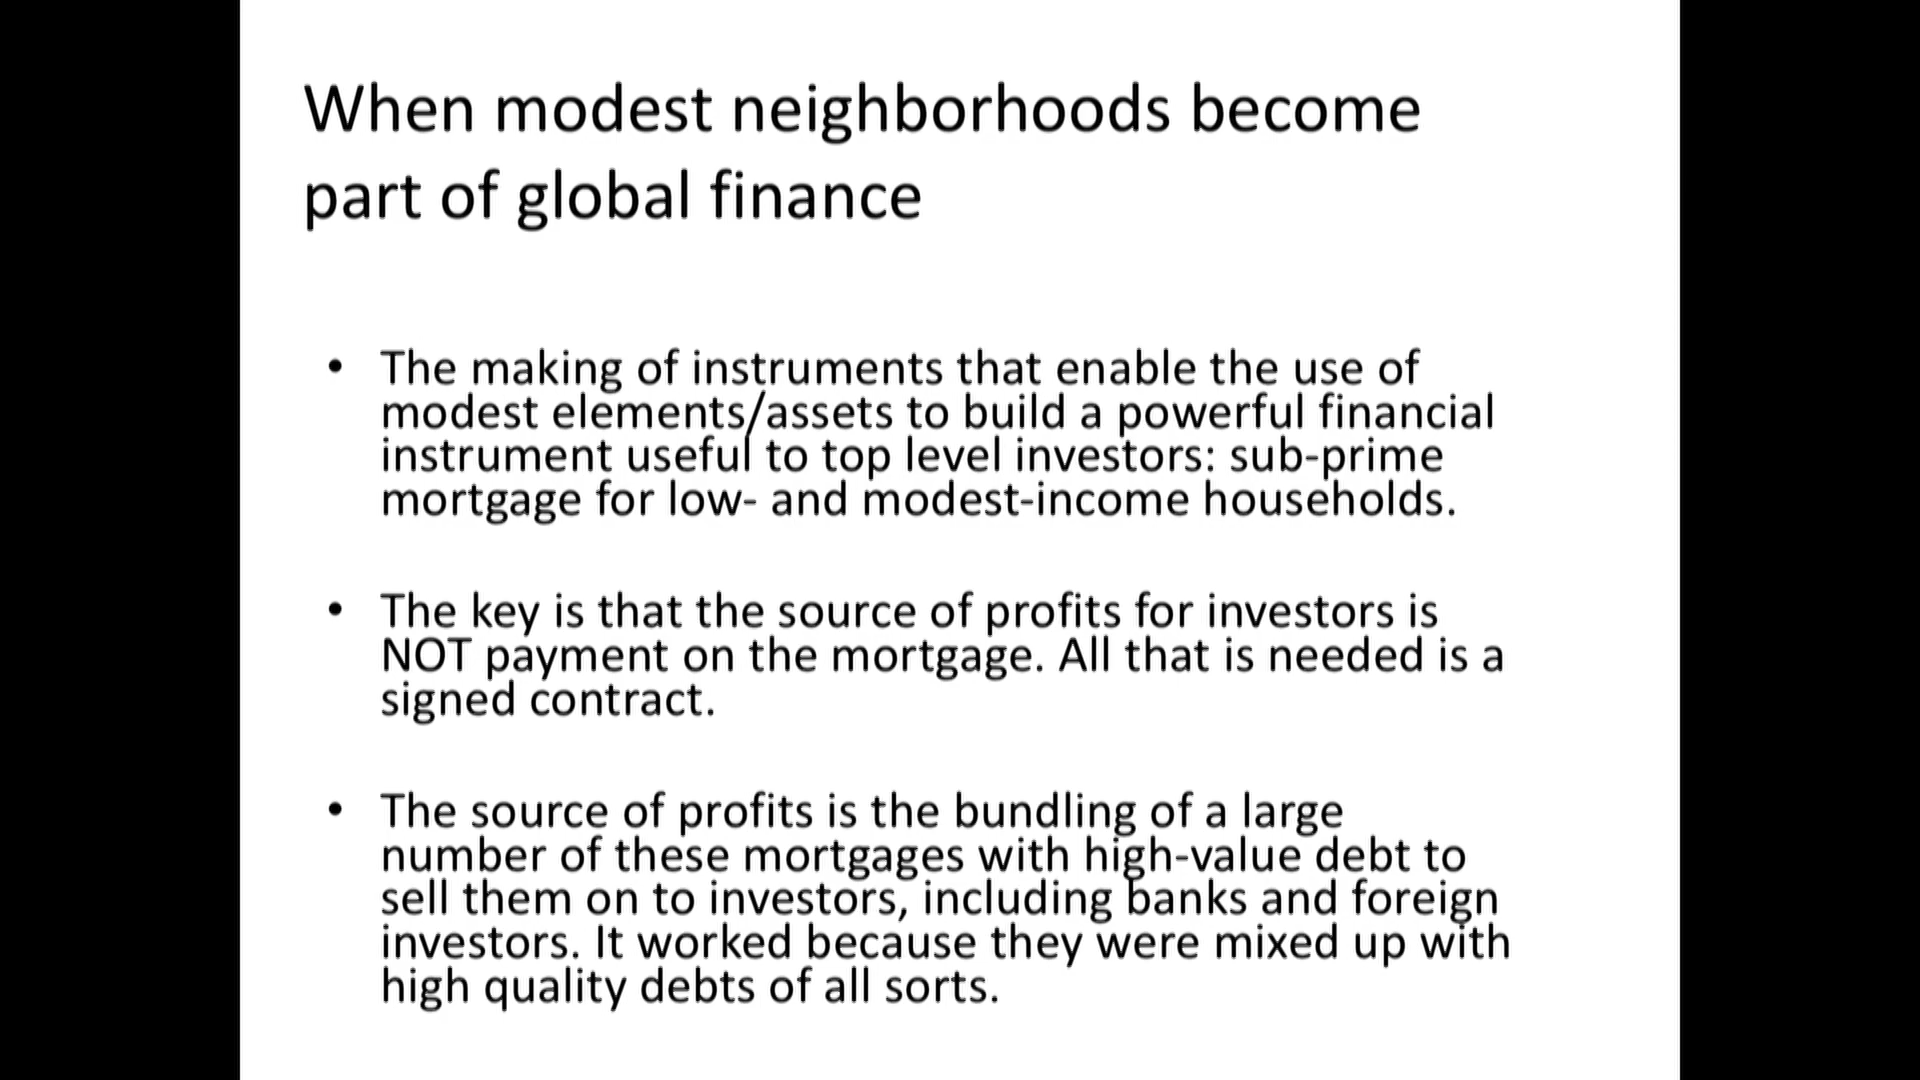 When modest neighborhoods become
part of global finance
• The making of instruments that enable the use of
modest elements/assets to build a powerful financial
instrument useful to top level investors: sub-prime
mortgage for low- and modest-income households.
• The key is that the source of profits for investors is
NOT payment on the mortgage. All that is needed is a
signed contract.
• The source of profits is the bundling of a large
number of these mortgages with high-value debt to
sell them on to investors, including banks and foreign
investors. It worked because they were mixed up with
high quality debts of all sorts.